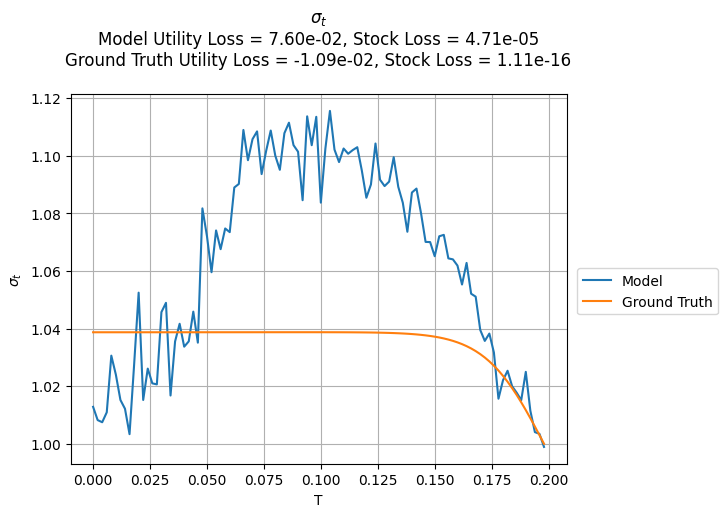 σt
Model Utility Loss = 7.60e-02, Stock Loss = 4.71e-05
Ground Truth Utility Loss = -1.09e-02, Stock Loss = 1.11e-16
1.12
1.10
1.08
1.06
1.04
1.02
1.00
σt
0.000 0.025 0.050 0.075 0.100 0.125 0.150 0.175 0.200
T
Model
Ground Truth